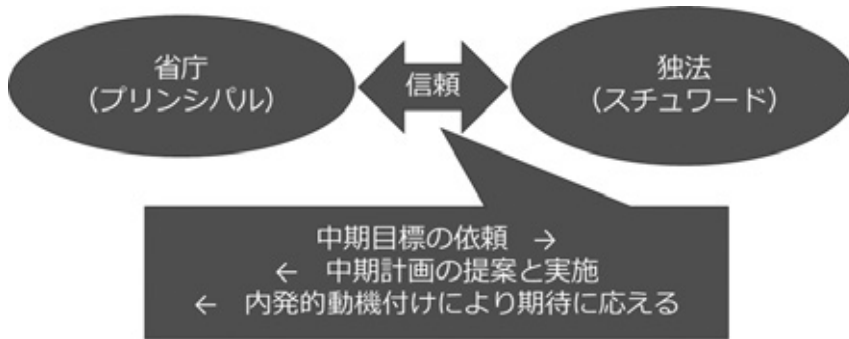 省庁
(プリンシパル)
信頼
独法
(スチュワード)
中期目標の依頼 →
← 中期計画の提案と実施
← 内発的動機付けにより期待に応える